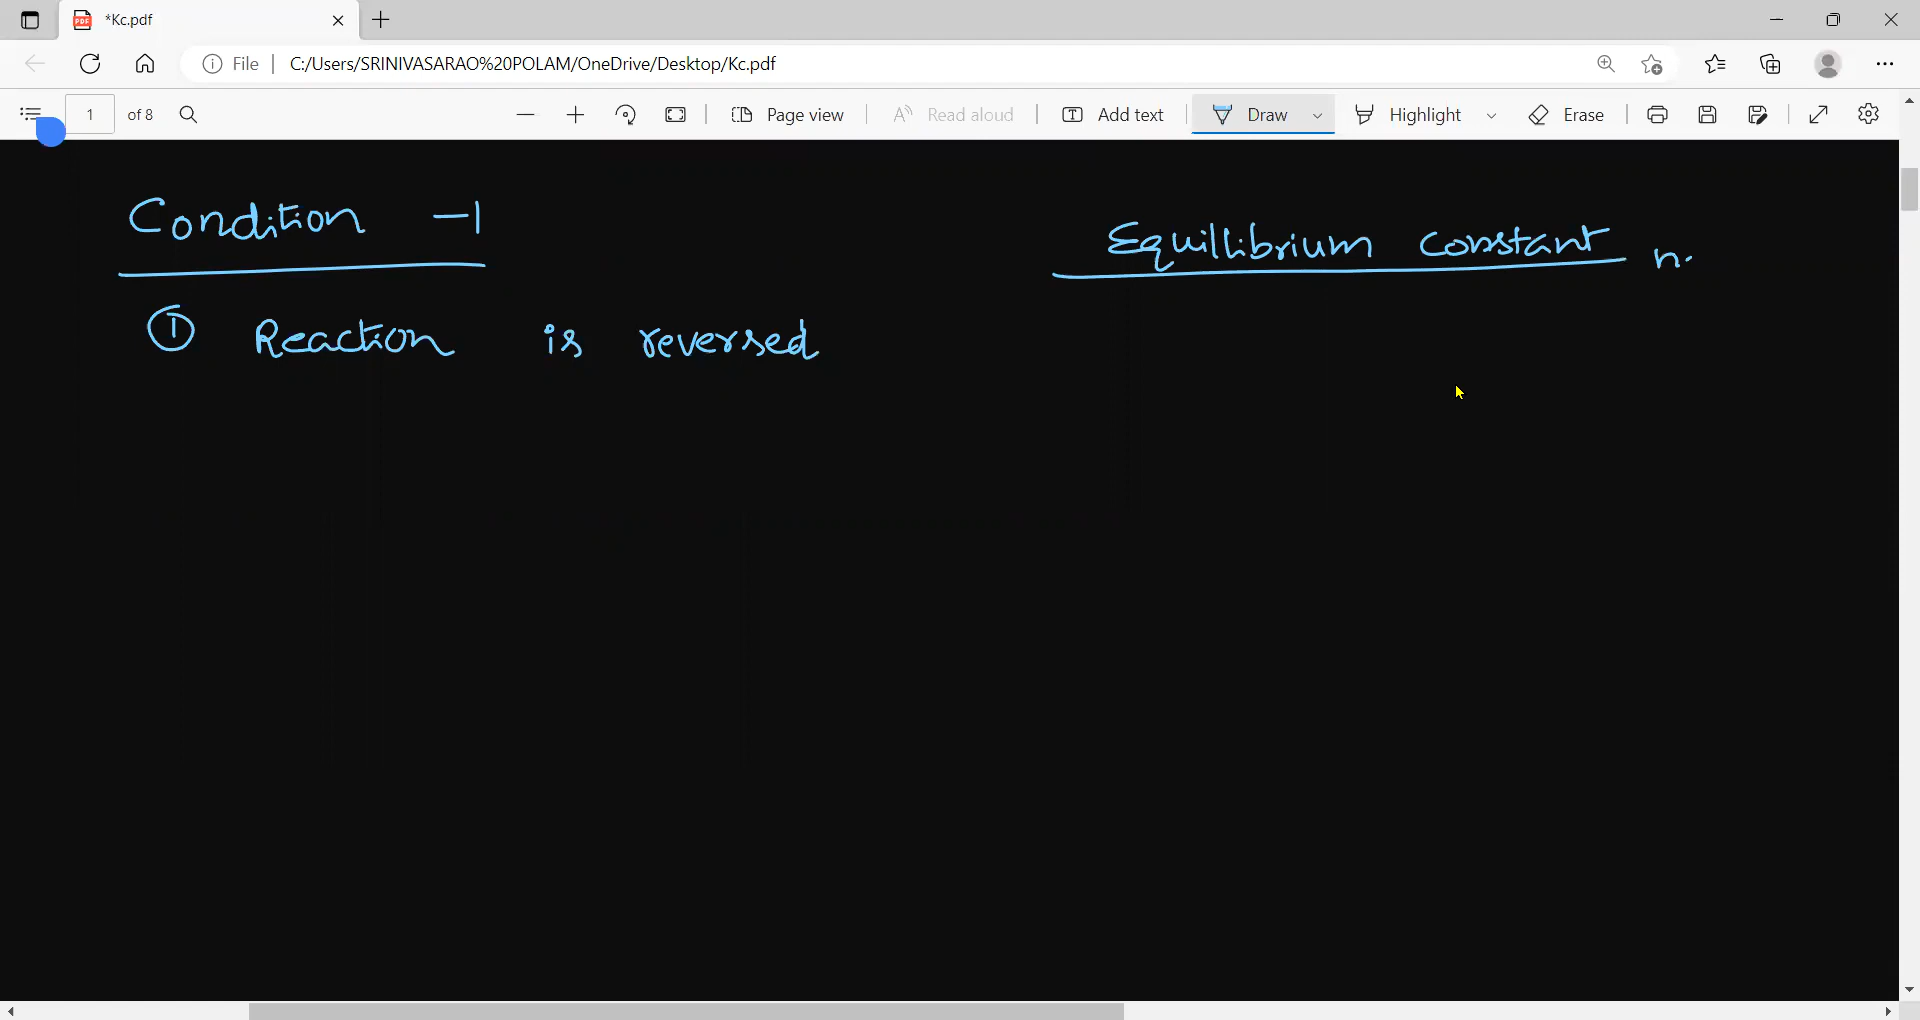 *Kc.pdf
File | C:/Users/SRINIVASARAO%20POLAM/OneDrive/Desktop/Kc.pdf
1 of 8 Page view Read aloud Add text Draw Highlight Erase
Condition -1
Equillibrium constant n.
① Reaction is reversed